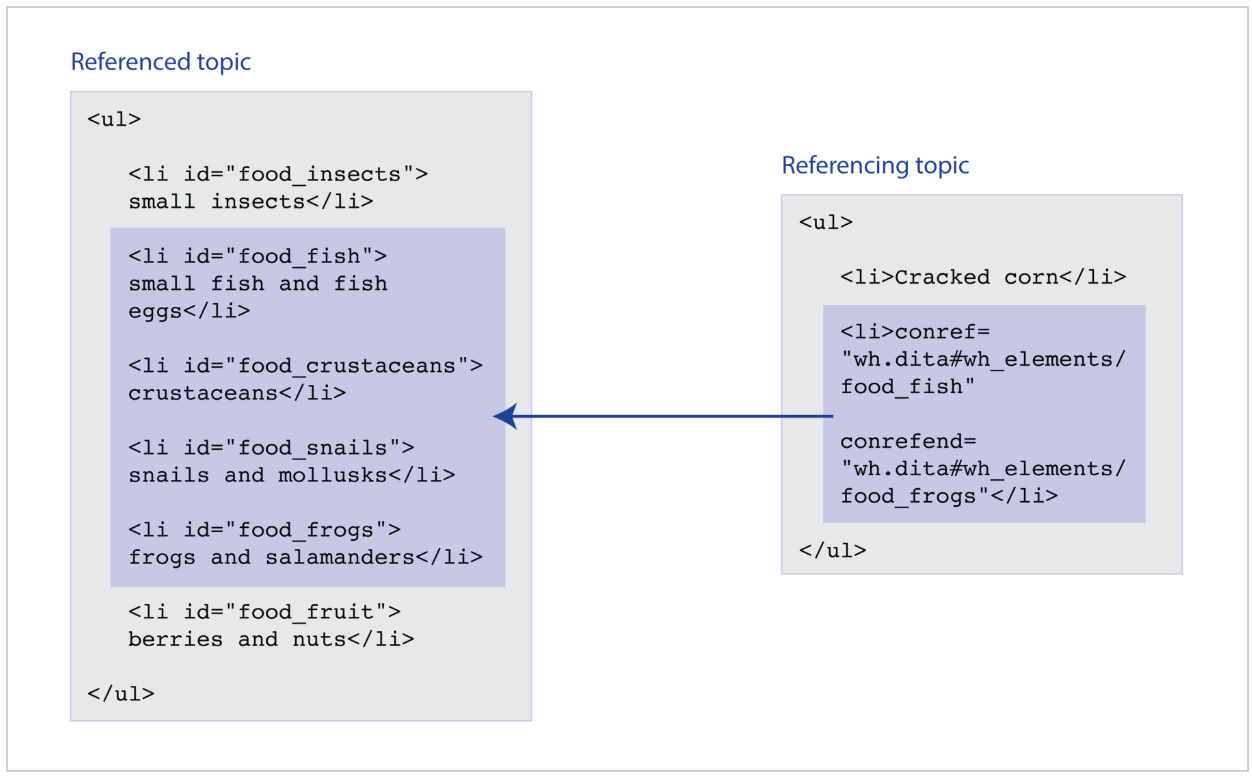 Referenced topic
<ul>
<li id="food_insects">
small insects</li>
<li id="food_fish">
small fish and fish
eggs</li>
<li id="food_crustaceans">
crustaceans</li>
<li id="food_snails">
snails and mollusks</li>
<li id="food_frogs">
frogs and salamanders</li>
<li id="food_fruit">
berries and nuts</li>
</ul>
Referencing topic
<ul>
<li>Cracked corn</li>
<li>conref=
"wh.dita#wh_elements/
food_fish"
conrefend=
"wh.dita#wh_elements/
food_frogs"</li>
</ul>